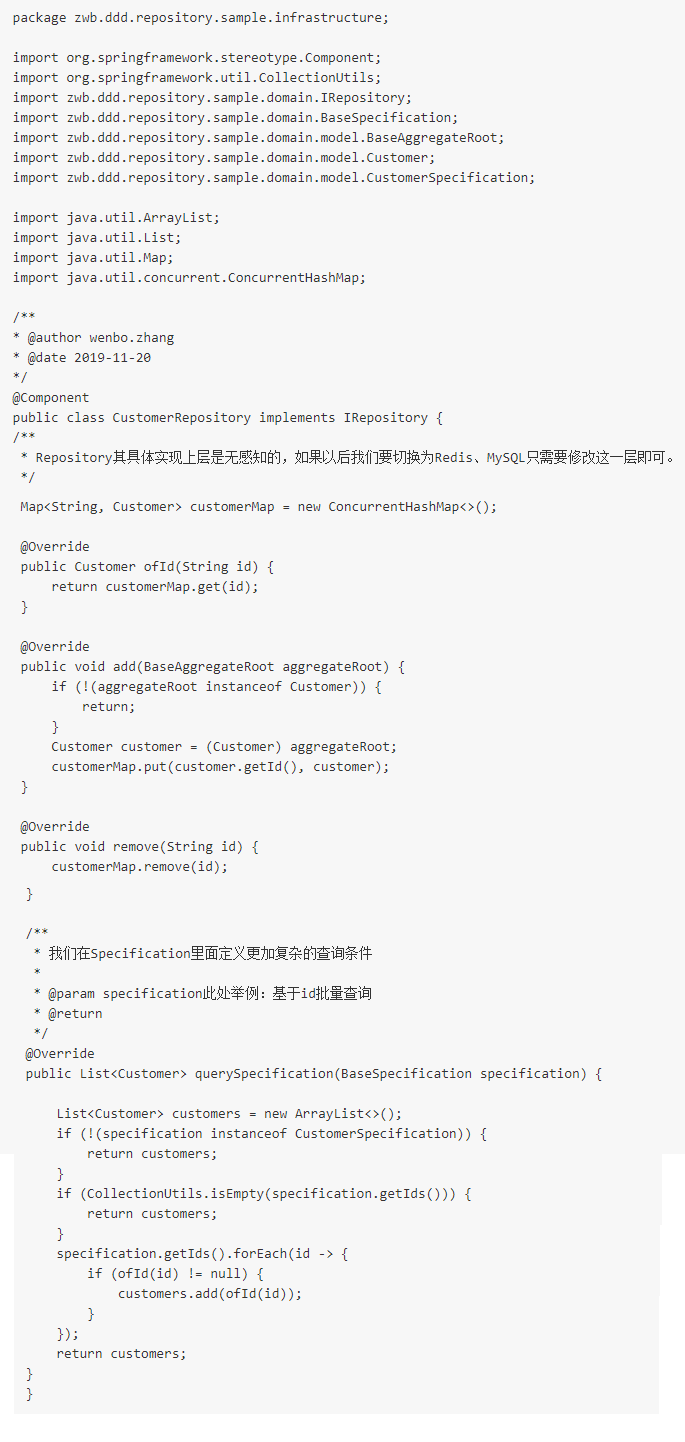 package zwb.ddd.repository.sample.infrastructure;
import org.springframework.stereotype.Component;
import org.springframework.util.CollectionUtils;
import zwb.ddd.repository.sample.domain.IRepository;
import zwb.ddd.repository.sample.domain.BaseSpecification;
import zwb.ddd.repository.sample.domain.model.BaseAggregateRoot;
import zwb.ddd.repository.sample.domain.model.Customer;
import zwb.ddd.repository.sample.domain.model.CustomerSpecification;
import java.util.ArrayList;
import java.util.List;
import java.util.Map;
import java.util.concurrent.ConcurrentHashMap;
/**
* @author wenbo.zhang
* @date 2019-11-20
*/
@Component
public class CustomerRepository implements IRepository {
/**
 * Repository其具体实现上层是无感知的，如果以后我们要切换为Redis、MySQL只需要修改这一层即可。
 */
 Map<String, Customer> customerMap = new ConcurrentHashMap<>();
 @Override
 public Customer ofId(String id) {
     return customerMap.get(id);
 }
 @Override
 public void add(BaseAggregateRoot aggregateRoot) {
     if (!(aggregateRoot instanceof Customer)) {
         return;
     }
     Customer customer = (Customer) aggregateRoot;
     customerMap.put(customer.getId(), customer);
 }
 @Override
 public void remove(String id) {
     customerMap.remove(id);
 }
 /**
  * 我们在Specification里面定义更加复杂的查询条件
  *
  * @param specification此处举例：基于id批量查询
  * @return
  */
 @Override
 public List<Customer> querySpecification(BaseSpecification specification) {
     List<Customer> customers = new ArrayList<>();
     if (!(specification instanceof CustomerSpecification)) {
         return customers;
     }
     if (CollectionUtils.isEmpty(specification.getIds())) {
         return customers;
     }
     specification.getIds().forEach(id -> {
         if (ofId(id) != null) {
             customers.add(ofId(id));
         }
     });
     return customers;
 }
 }